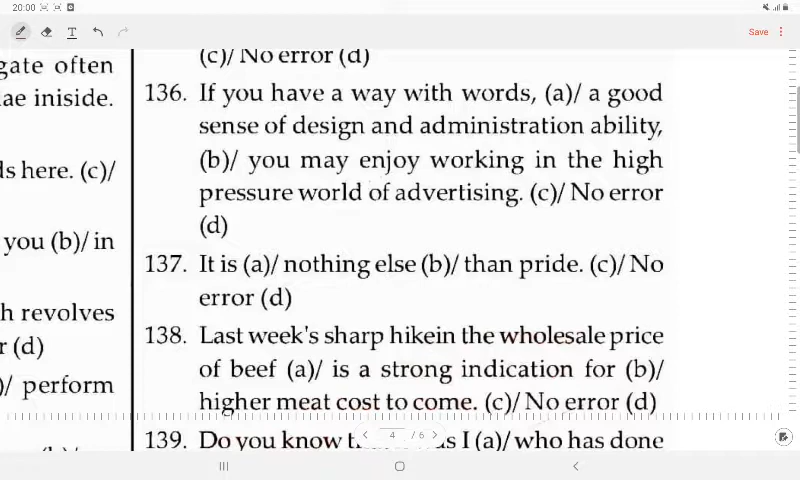 20:00
Save
(c)/ No error (d)
gate often
ae iniside.
136. If you have a way with words, (a)/ a good
sense of design and administration ability,
(b)/ you may enjoy working in the high
pressure world of advertising. (c)/ No error
(d)
ds here. (c)/
you (b)/ in
137. It is (a)/ nothing else (b)/ than pride. (c)/ No
error (d)
h revolves
r (d)
)/ perform
138. Last week's sharp hikein the wholesale price
of beef (a)/ is a strong indication for (b)/
higher meat cost to come. (c)/ No error (d)
139. Do you know I (a)/ who has done
4 / 6